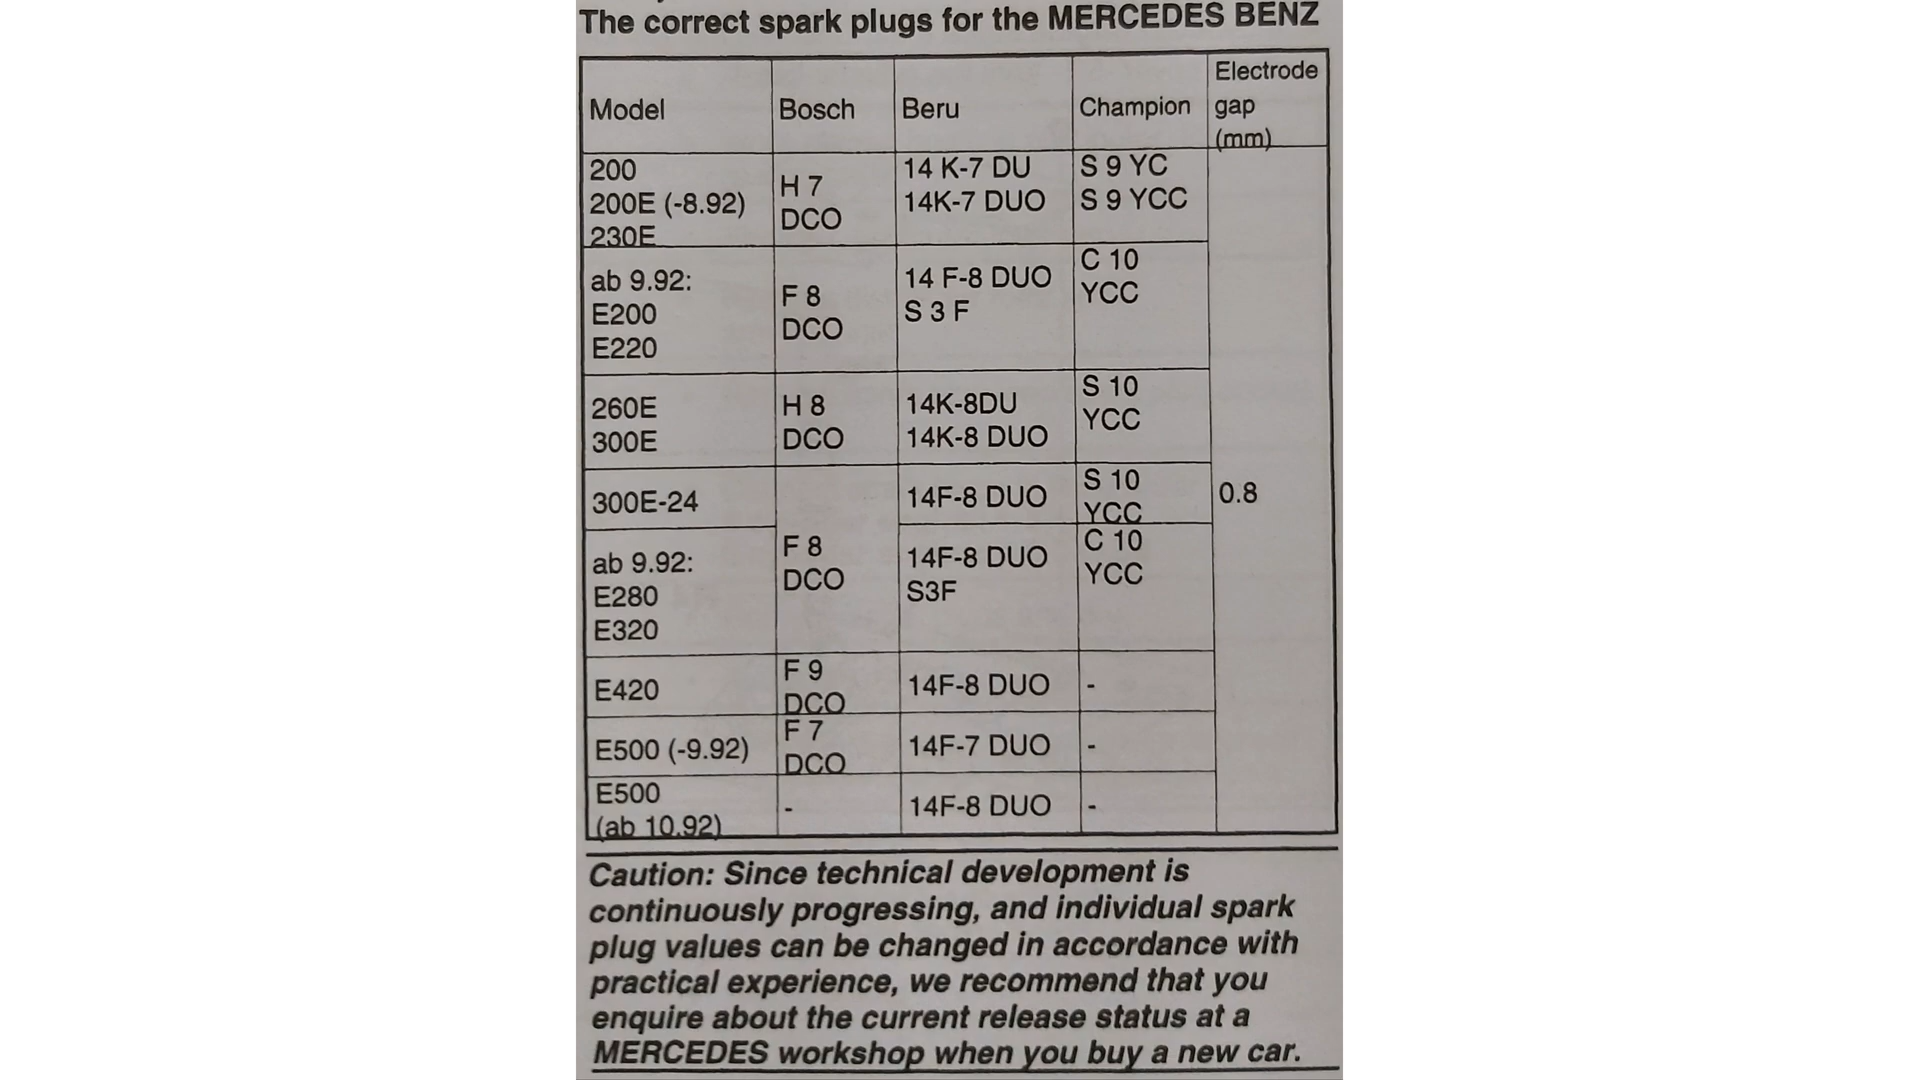 The correct spark plugs for the MERCEDES BENZ
Model Bosch Beru Champion Electrode gap (mm)
200
200E (-8.92)
230E
H 7
DCO
14 K-7 DU
14K-7 DUO
S 9 YC
S 9 YCC
ab 9.92:
E200
E220
F 8
DCO
14 F-8 DUO
S 3 F
C 10
YCC
260E
300E
H 8
DCO
14K-8DU
14K-8 DUO
S 10
YCC
300E-24
14F-8 DUO
S 10
YCC
0.8
ab 9.92:
E280
E320
F 8
DCO
14F-8 DUO
S3F
C 10
YCC
E420
F 9
DCO
14F-8 DUO
-
E500 (-9.92)
F 7
DCO
14F-7 DUO
-
E500
(ab 10.92)
-
14F-8 DUO
-
Caution: Since technical development is
continuously progressing, and individual spark
plug values can be changed in accordance with
practical experience, we recommend that you
enquire about the current release status at a
MERCEDES workshop when you buy a new car.